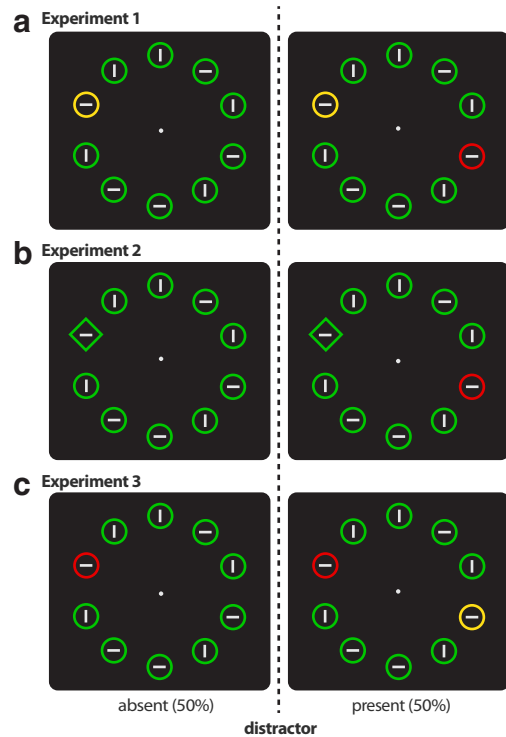 a Experiment 1
b Experiment 2
c Experiment 3
absent (50%) present (50%)
distractor